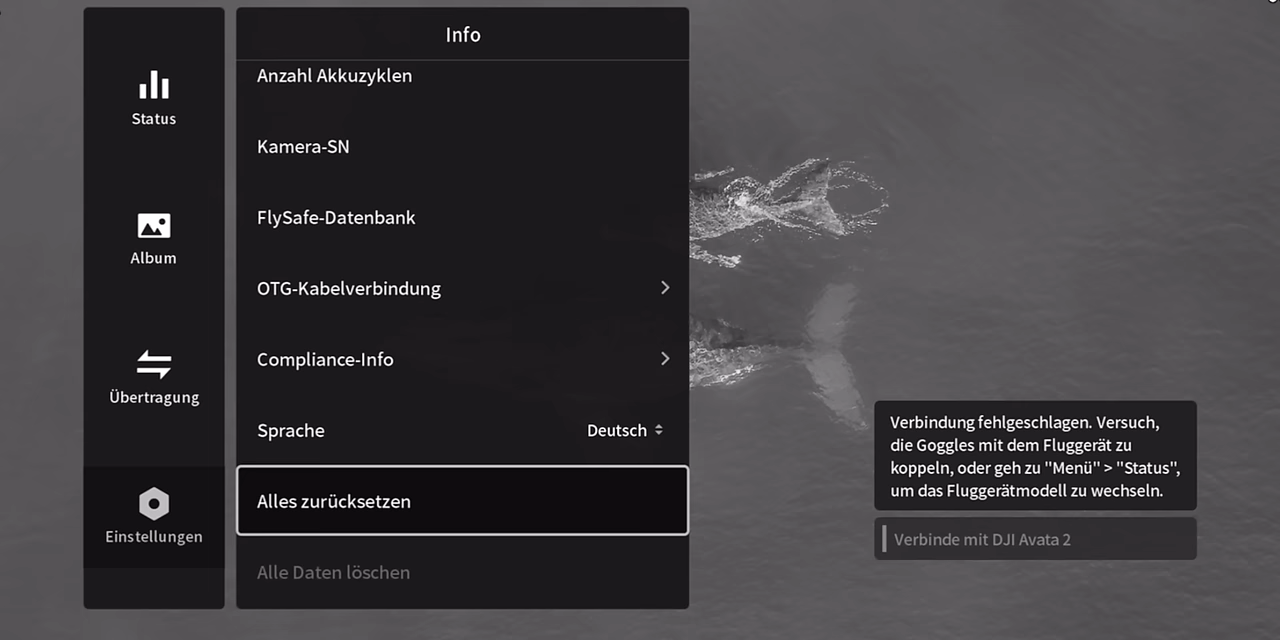 Status
Album
Übertragung
Einstellungen
Info
Anzahl Akkuzyklen
Kamera-SN
FlySafe-Datenbank
OTG-Kabelverbindung
Compliance-Info
Sprache Deutsch
Alles zurücksetzen
Alle Daten löschen
Verbindung fehlgeschlagen. Versuch,
die Goggles mit dem Fluggerät zu
koppeln, oder geh zu "Menü" > "Status",
um das Fluggerätmodell zu wechseln.
Verbinde mit DJI Avata 2